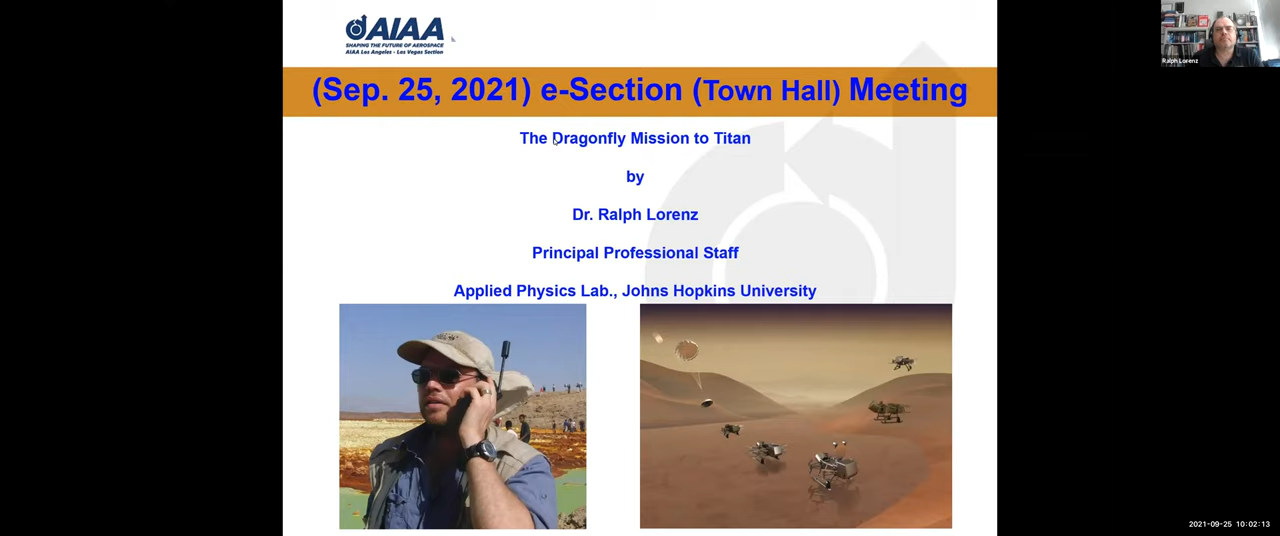 AIAA
SHAPING THE FUTURE OF AEROSPACE
AIAA Los Angeles - Las Vegas Section
Ralph Lorenz
(Sep. 25, 2021) e-Section (Town Hall) Meeting
The Dragonfly Mission to Titan
by
Dr. Ralph Lorenz
Principal Professional Staff
Applied Physics Lab., Johns Hopkins University
2021-09-25 10:02:13